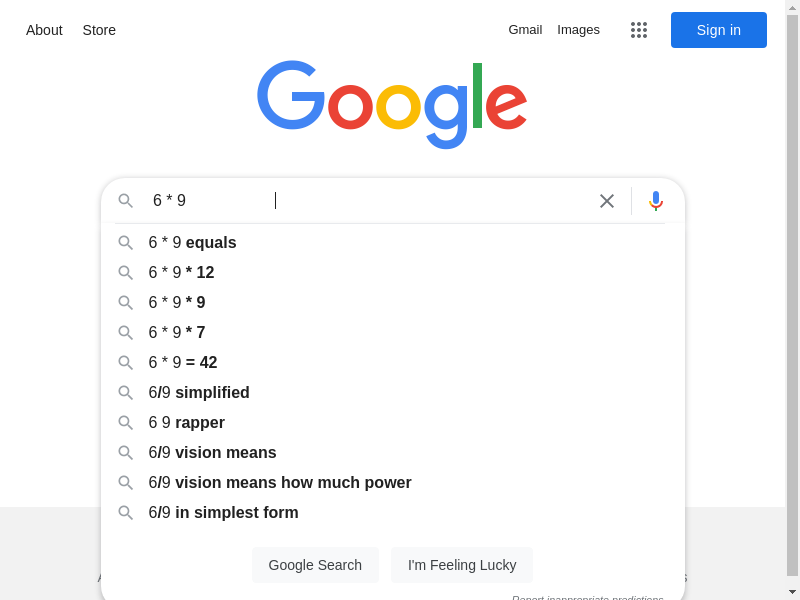 About Store Gmail Images Sign in
Google
6 * 9
6 * 9 equals
6 * 9 * 12
6 * 9 * 9
6 * 9 * 7
6 * 9 = 42
6/9 simplified
6 9 rapper
6/9 vision means
6/9 vision means how much power
6/9 in simplest form
Google Search I'm Feeling Lucky
Report inappropriate predictions